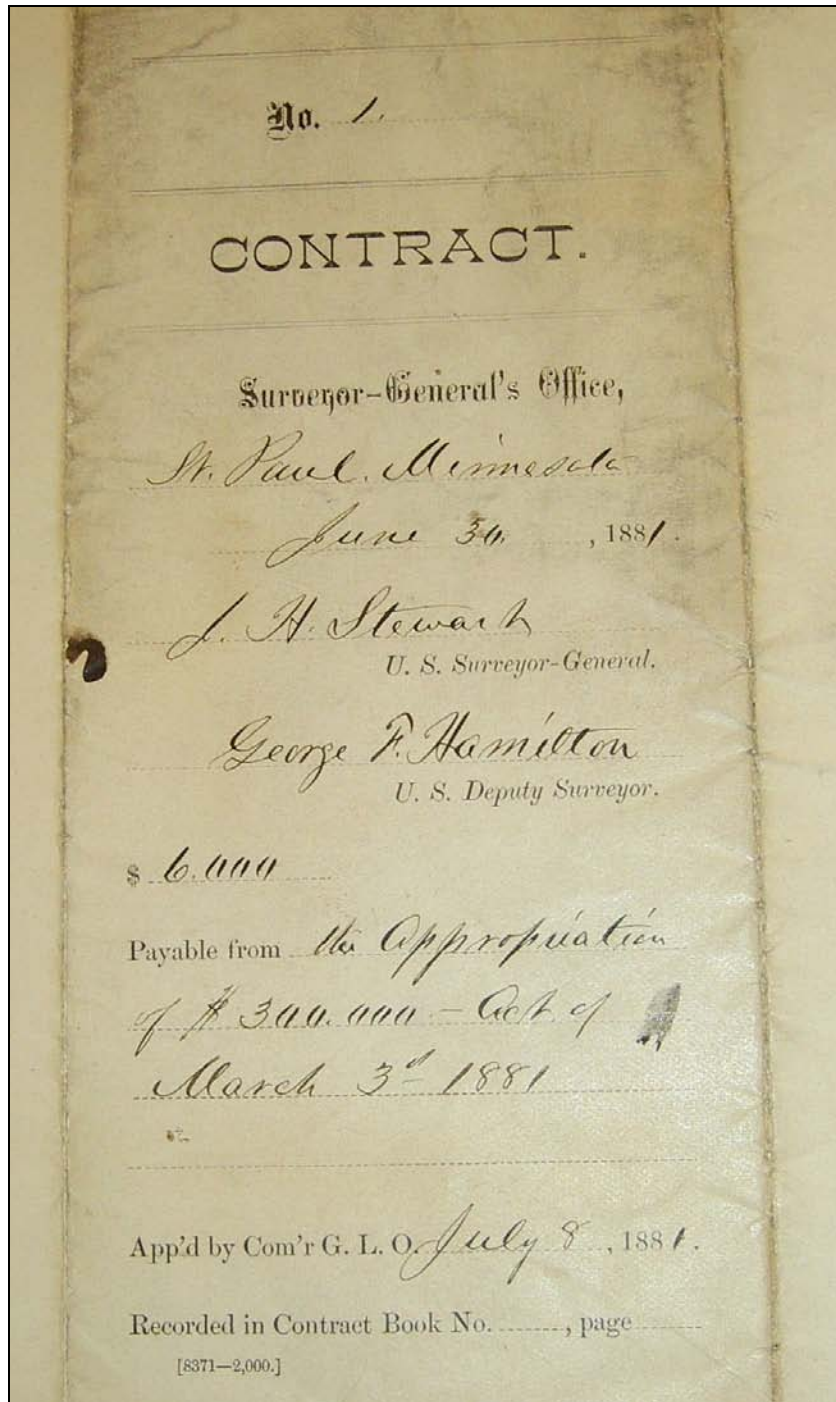 No. 1.
CONTRACT.
Surveyor-General's Office,
St. Paul. Minnesota
June 30. , 1881.
J. H. Stewart
U. S. Surveyor-General.
George F. Hamilton
U. S. Deputy Surveyor.
$ 6.000
Payable from the Appropriation
of $ 300.000 - Act of
March 3d 1881
App'd by Com'r G. L. O. July 8 , 1881.
Recorded in Contract Book No. , page
[8371—2,000.]